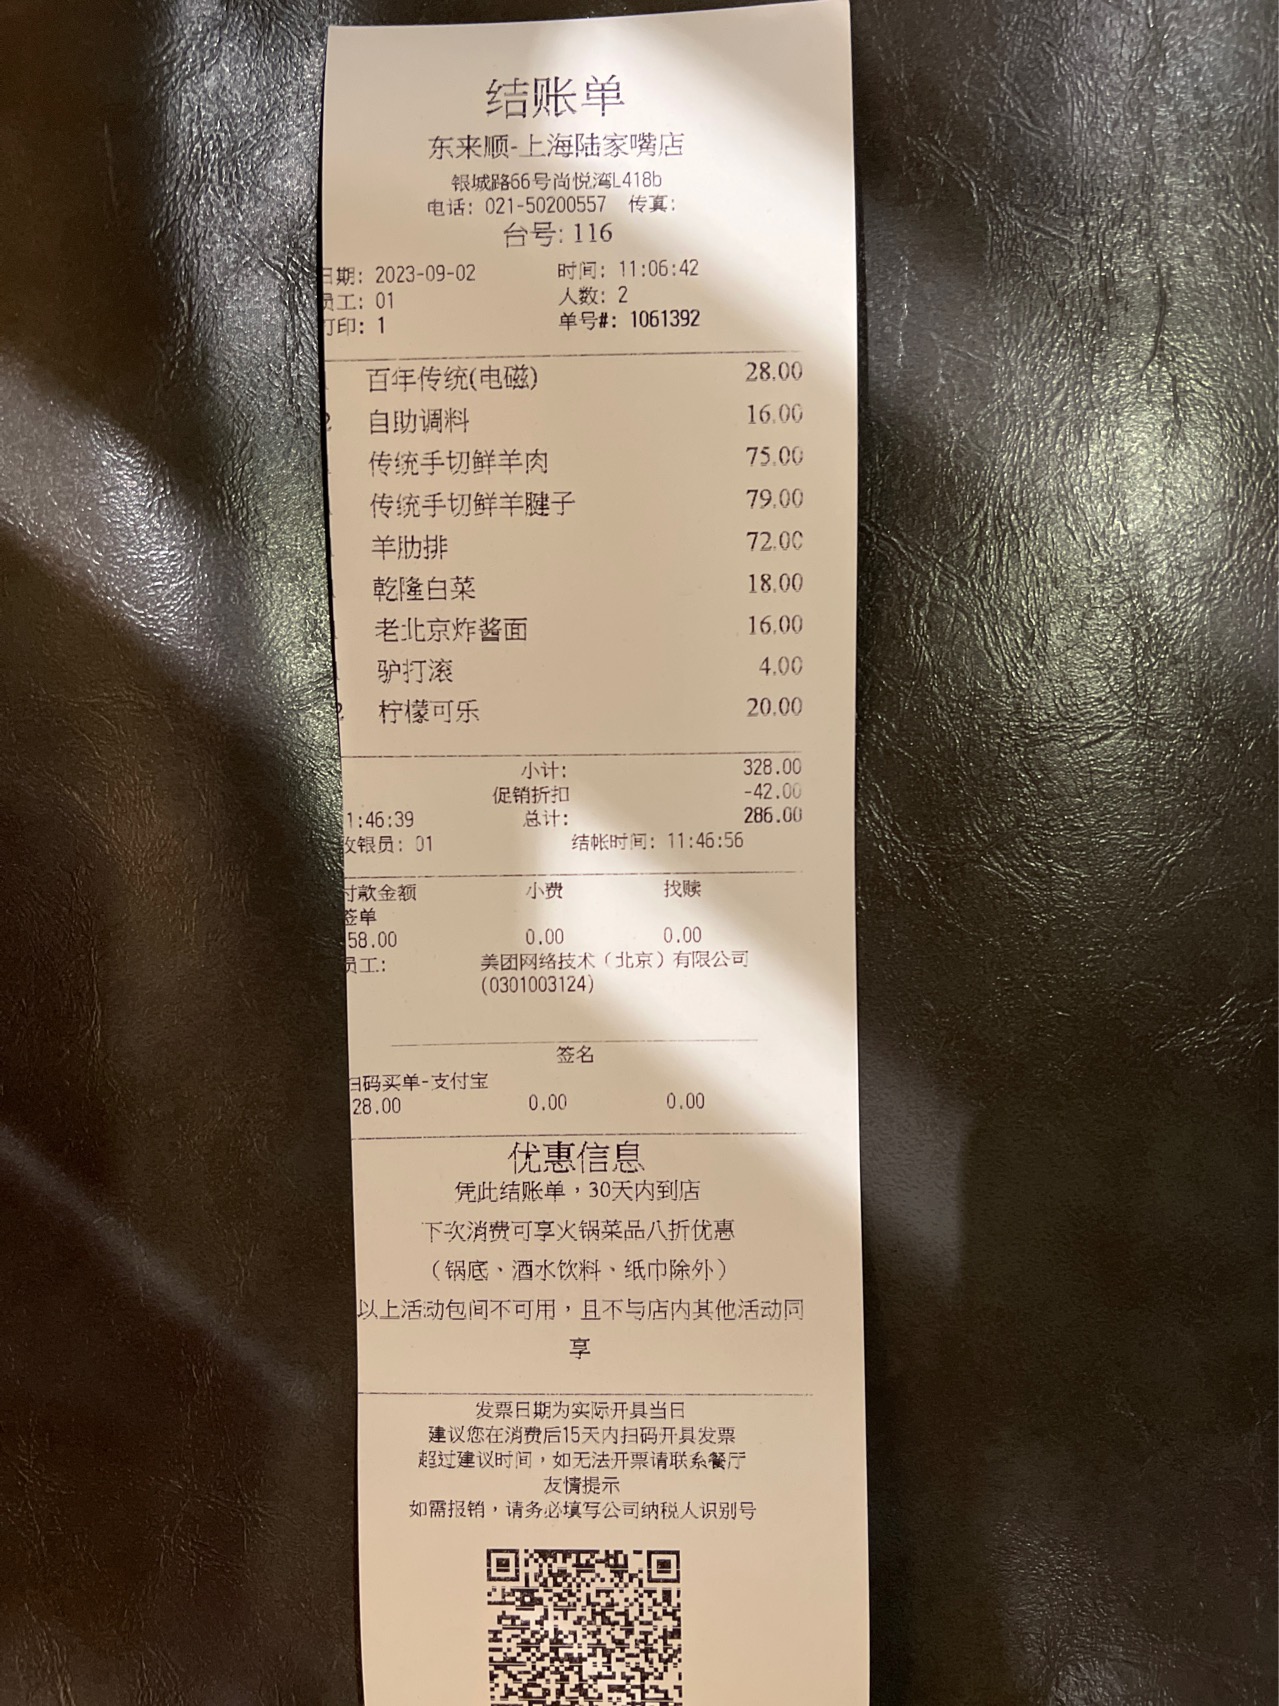 结账单
东来顺-上海陆家嘴店
银城路66号尚悦湾L418b
电话: 021-50200557 传真:
台号: 116
日期: 2023-09-02 时间: 11:06:42
员工: 01 人数: 2
打印: 1 单号#: 1061392
百年传统(电磁) 28.00
2 自助调料 16.00
传统手切鲜羊肉 75.00
传统手切鲜羊腱子 79.00
羊肋排 72.00
乾隆白菜 18.00
老北京炸酱面 16.00
驴打滚 4.00
2 柠檬可乐 20.00
小计: 328.00
促销折扣 -42.00
1:46:39 总计: 286.00
收银员: 01 结帐时间: 11:46:56
付款金额 小费 找赎
签单
58.00 0.00 0.00
员工: 美团网络技术（北京）有限公司
(0301003124)
签名
扫码买单-支付宝
28.00 0.00 0.00
优惠信息
凭此结账单，30天内到店
下次消费可享火锅菜品八折优惠
（锅底、酒水饮料、纸巾除外）
以上活动包间不可用，且不与店内其他活动同
享
发票日期为实际开具当日
建议您在消费后15天内扫码开具发票
超过建议时间，如无法开票请联系餐厅
友情提示
如需报销，请务必填写公司纳税人识别号